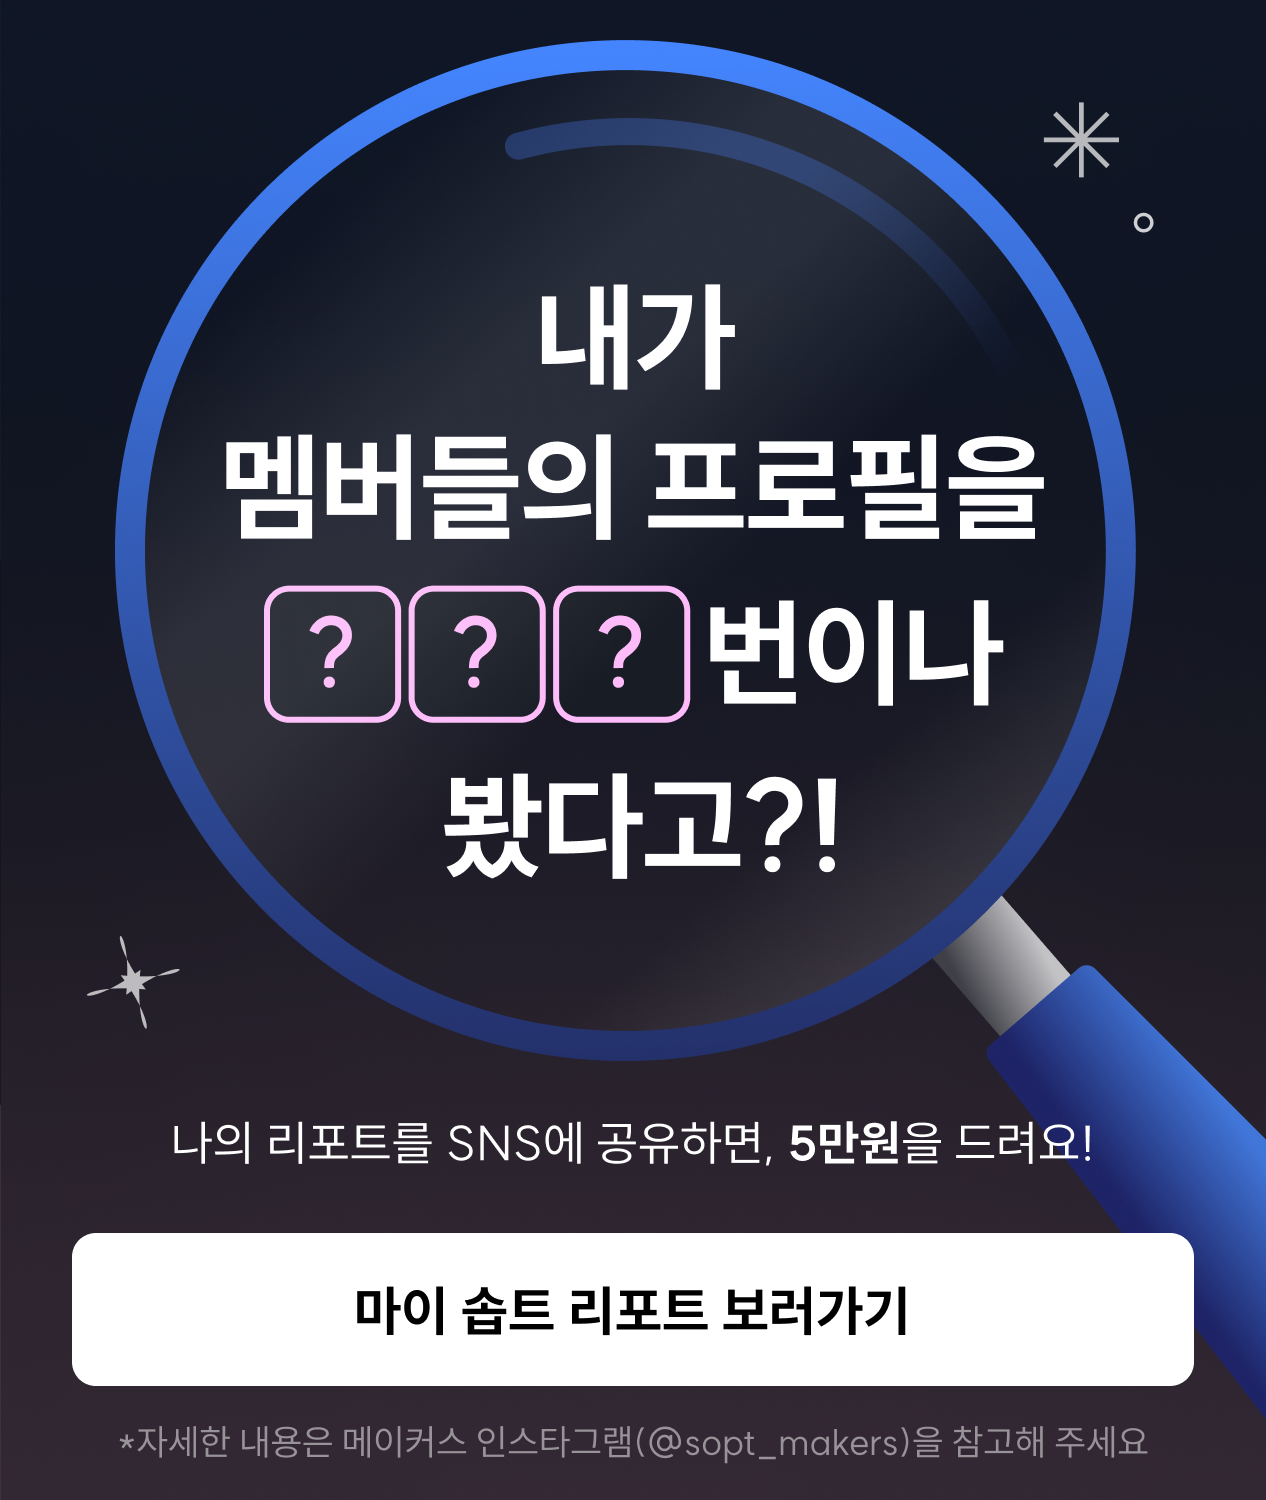 내가
멤버들의 프로필을
???번이나
봤다고?!
나의 리포트를 SNS에 공유하면, 5만원을 드려요!
마이 솝트 리포트 보러가기
*자세한 내용은 메이커스 인스타그램(@sopt_makers)을 참고해 주세요